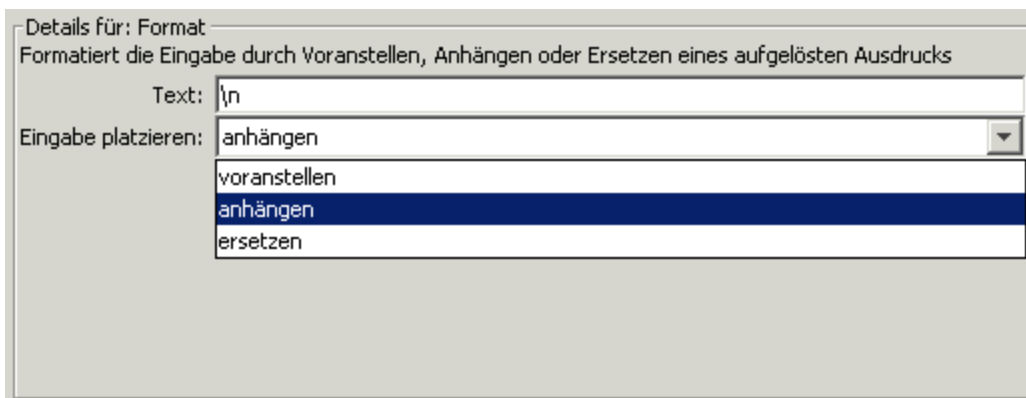 Details für: Format
Formatiert die Eingabe durch Voranstellen, Anhängen oder Ersetzen eines aufgelösten Ausdrucks
Text: \n
Eingabe platzieren: anhängen
voranstellen
anhängen
ersetzen